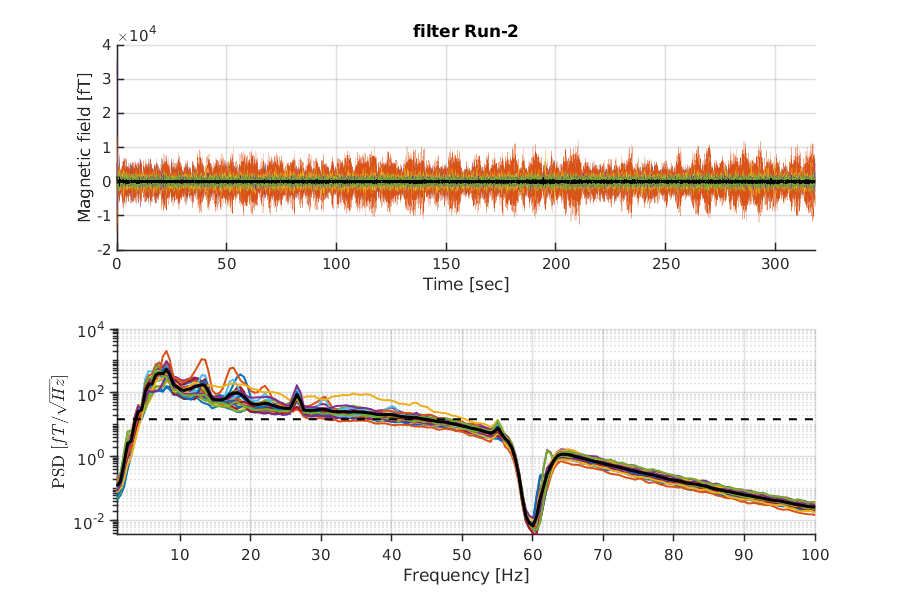 filter Run-2
×10^4
4
3
2
1
0
-1
-2
Magnetic field [fT]
0 50 100 150 200 250 300
Time [sec]
10^4
10^2
10^0
10^-2
PSD [fT/√Hz]
10 20 30 40 50 60 70 80 90 100
Frequency [Hz]